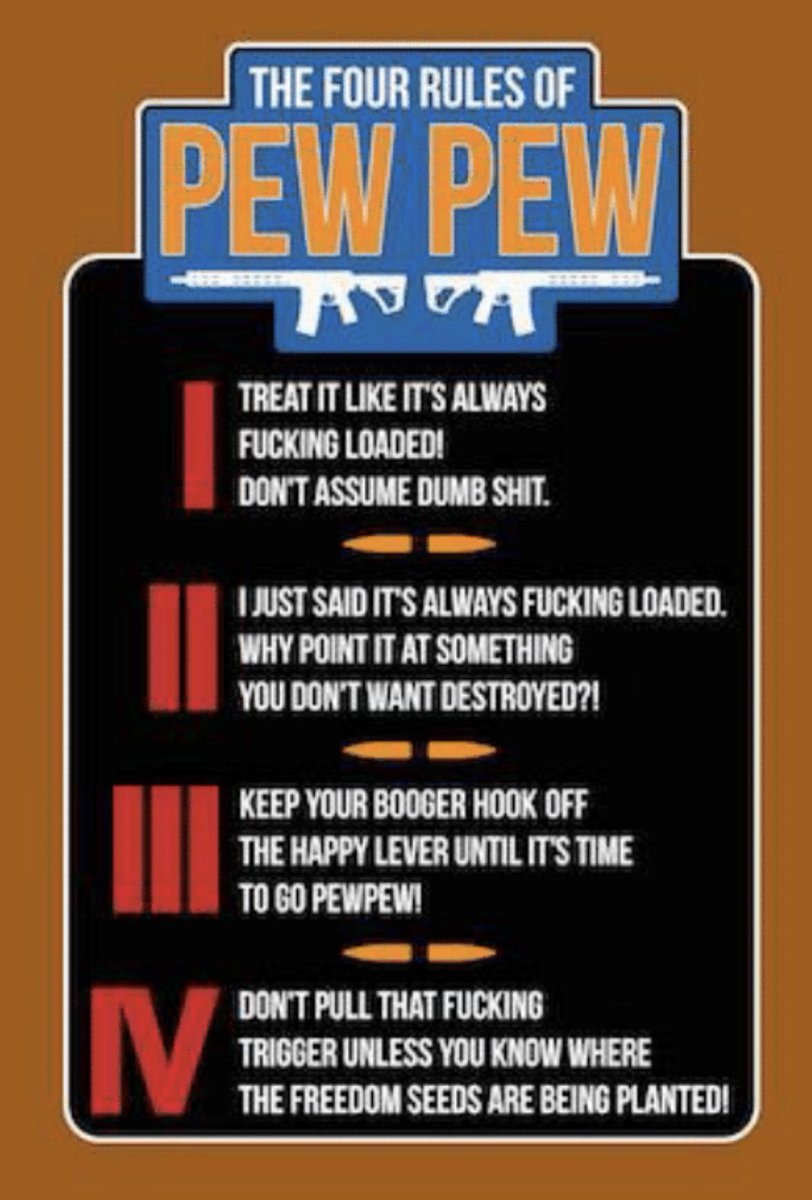 THE FOUR RULES OF
PEW PEW
I
TREAT IT LIKE IT'S ALWAYS
FUCKING LOADED!
DON'T ASSUME DUMB SHIT.
II
I JUST SAID IT'S ALWAYS FUCKING LOADED.
WHY POINT IT AT SOMETHING
YOU DON'T WANT DESTROYED?!
III
KEEP YOUR BOOGER HOOK OFF
THE HAPPY LEVER UNTIL IT'S TIME
TO GO PEWPEW!
IV
DON'T PULL THAT FUCKING
TRIGGER UNLESS YOU KNOW WHERE
THE FREEDOM SEEDS ARE BEING PLANTED!